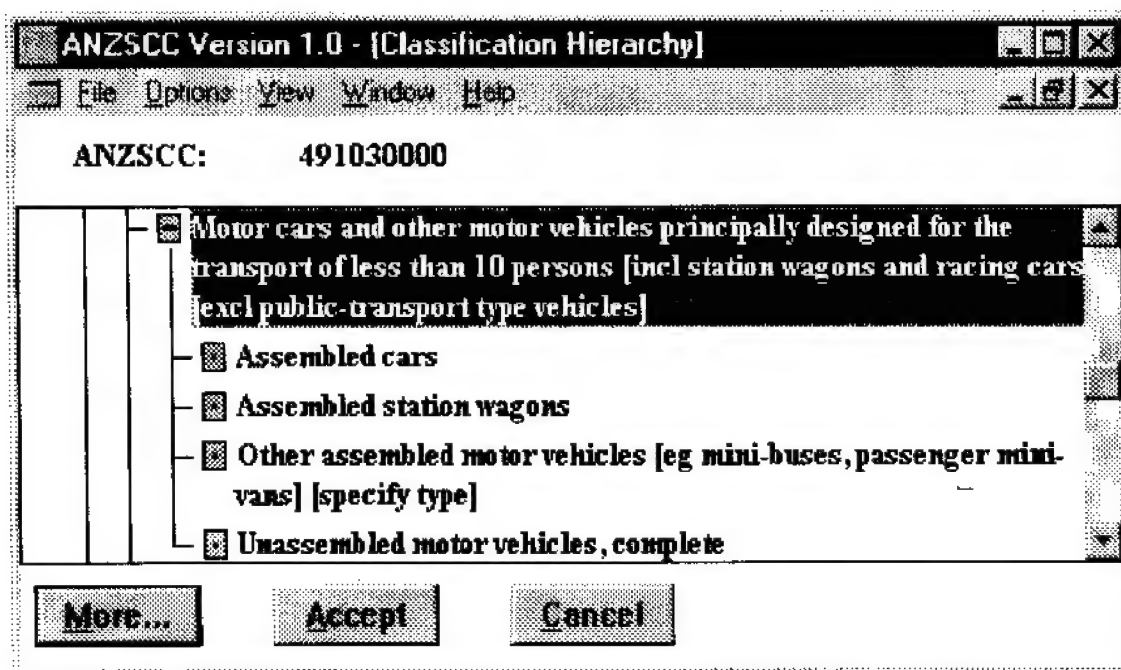 ANZSCC Version 1.0 - [Classification Hierarchy]
File Options View Window Help
ANZSCC: 491030000
Motor cars and other motor vehicles principally designed for the
transport of less than 10 persons [incl station wagons and racing cars
[excl public-transport type vehicles]
Assembled cars
Assembled station wagons
Other assembled motor vehicles [eg mini-buses, passenger mini-
vans] [specify type]
Unassembled motor vehicles, complete
More... Accept Cancel